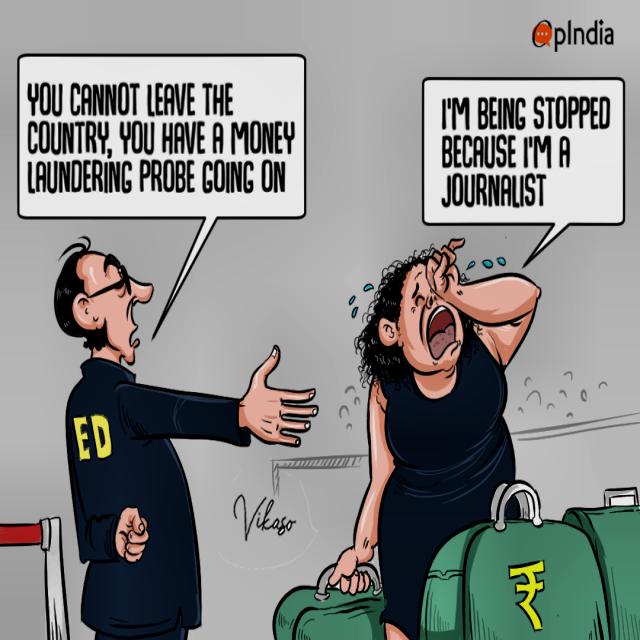 OpIndia
YOU CANNOT LEAVE THE
COUNTRY, YOU HAVE A MONEY
LAUNDERING PROBE GOING ON
I'M BEING STOPPED
BECAUSE I'M A
JOURNALIST
ED
Vikaso
₹